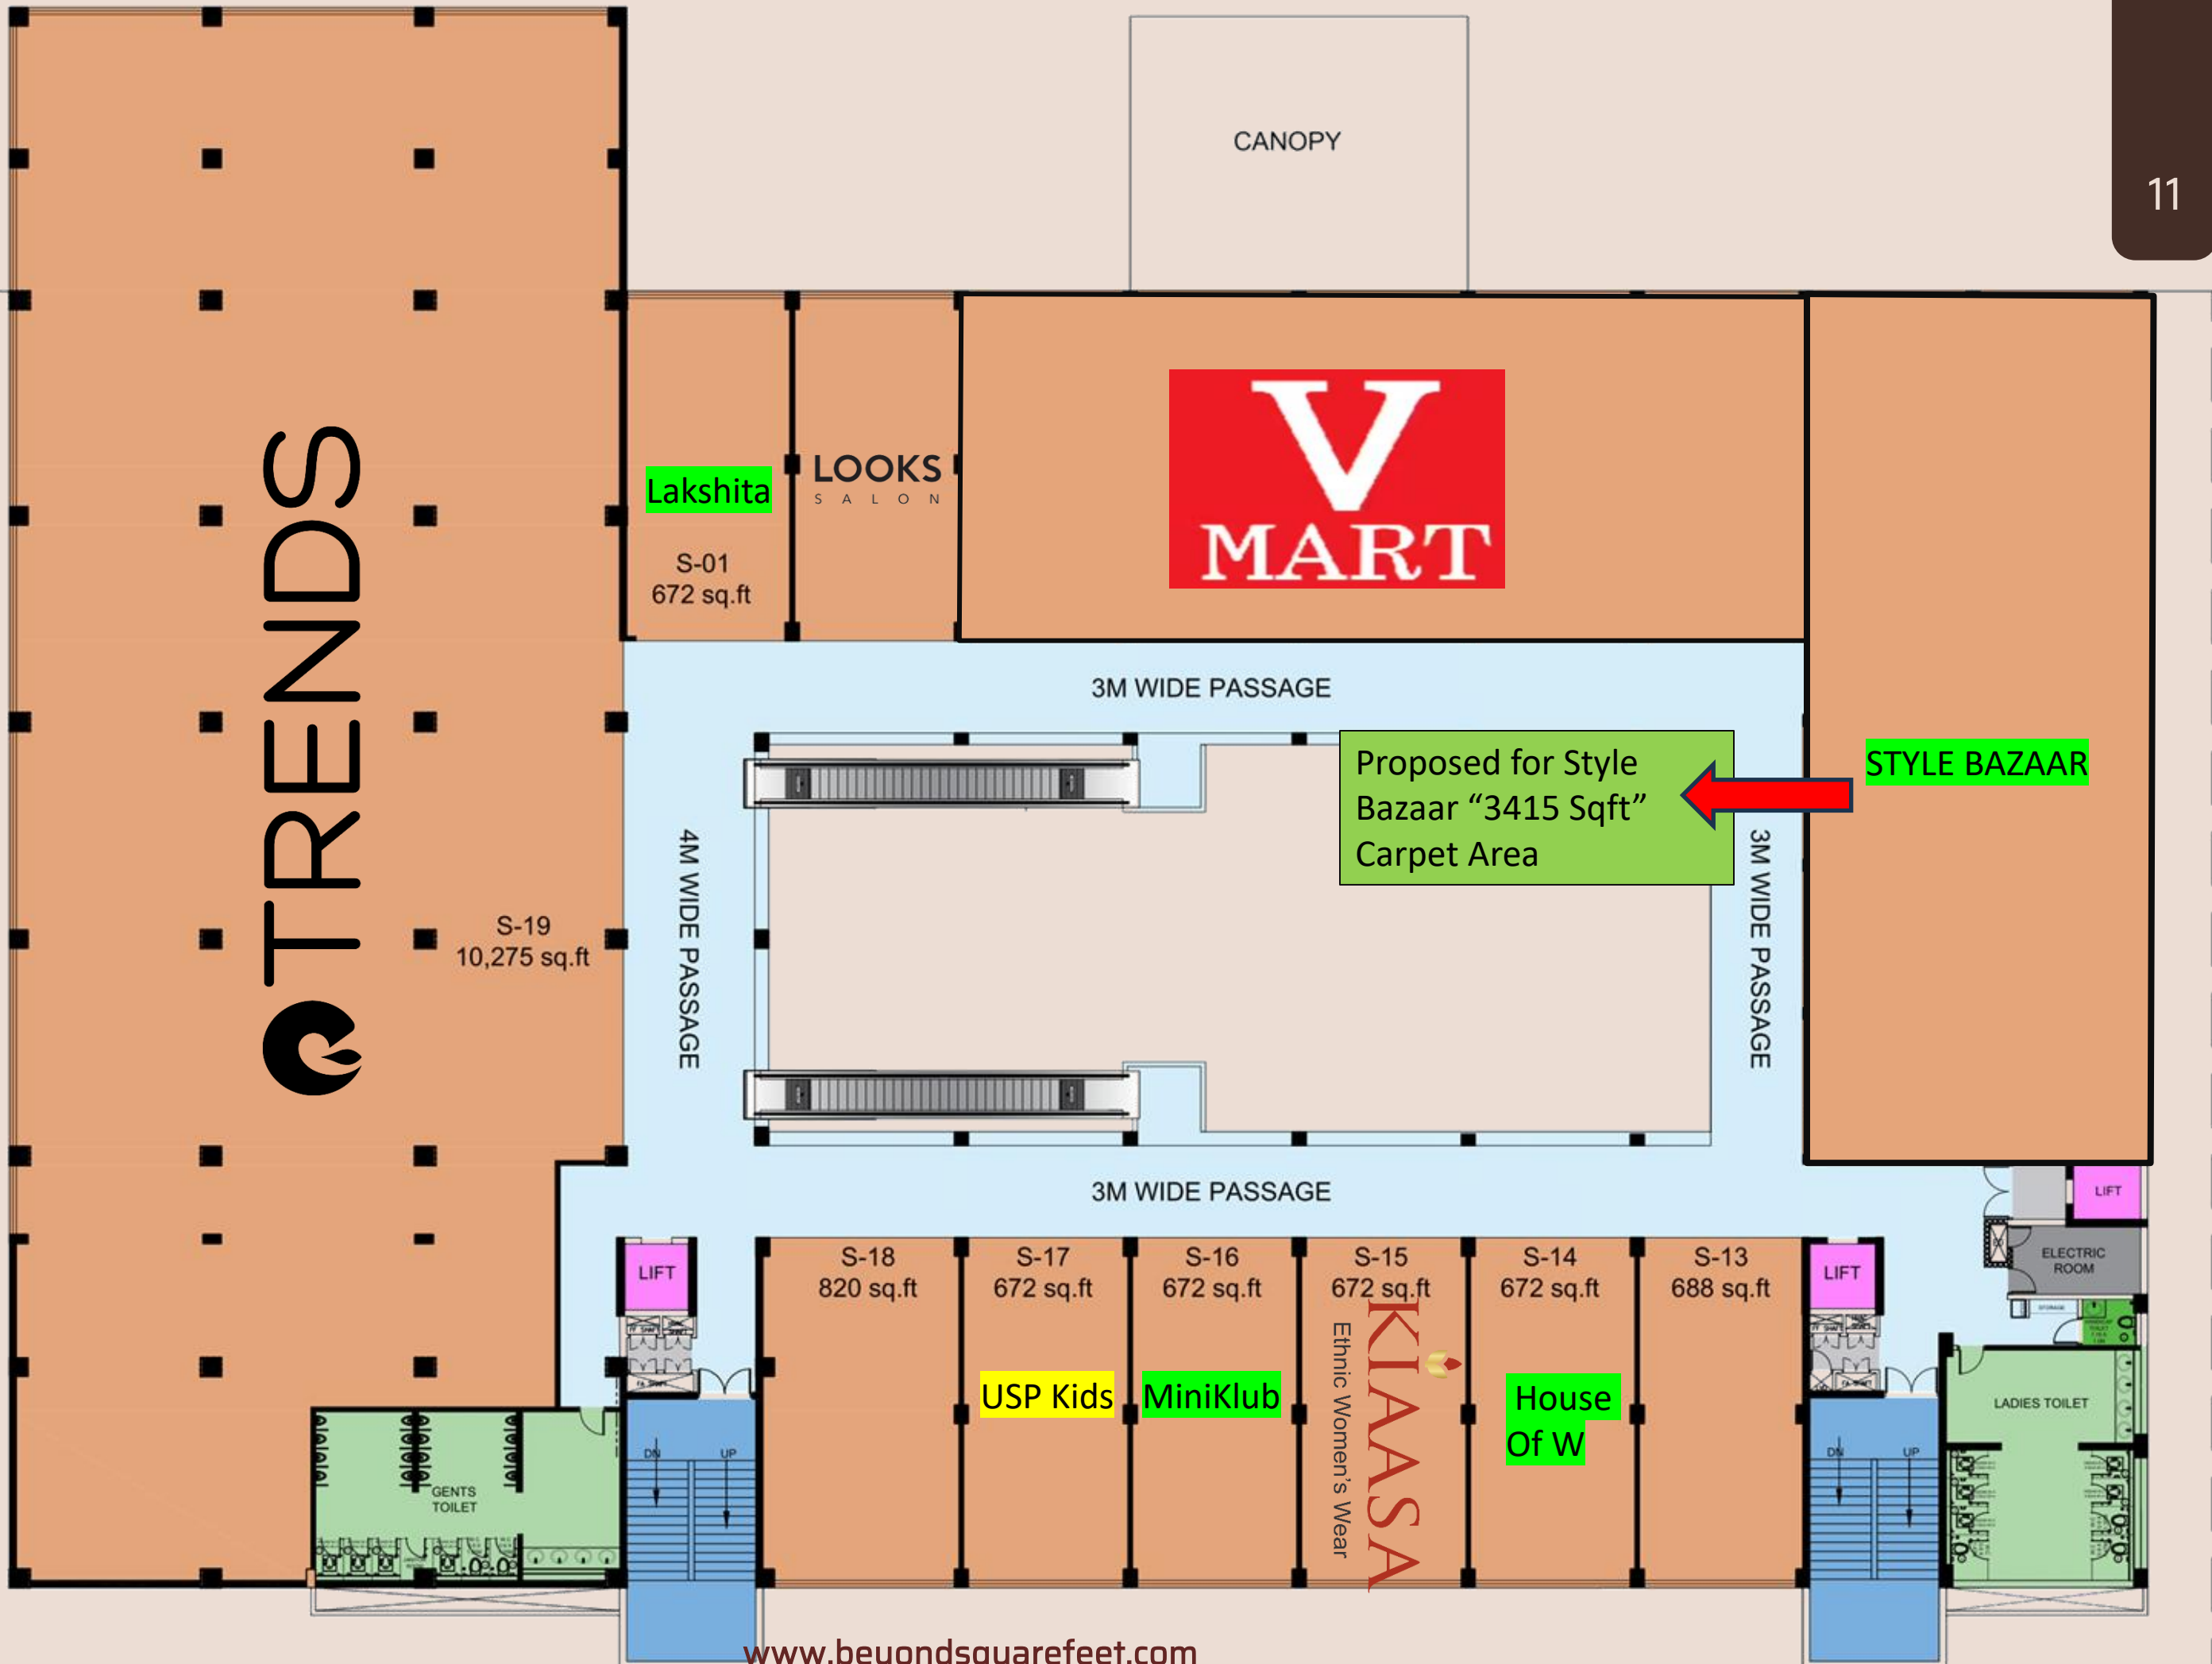 CANOPY
11
TRENDS
Lakshita
S-01
672 sq.ft
LOOKS
SALON
V
MART
3M WIDE PASSAGE
Proposed for Style
Bazaar “3415 Sqft”
Carpet Area
STYLE BAZAAR
4M WIDE PASSAGE
3M WIDE PASSAGE
S-19
10,275 sq.ft
3M WIDE PASSAGE
LIFT
ELECTRIC
ROOM
STORAGE
LIFT
S-18
820 sq.ft
S-17
672 sq.ft
S-16
672 sq.ft
S-15
672 sq.ft
S-14
672 sq.ft
S-13
688 sq.ft
LIFT
USP Kids
MiniKlub
KIAASA
Ethnic Women's Wear
House
Of W
LADIES TOILET
GENTS
TOILET
DN
UP
DN
UP
www.beyondsquarefeet.com